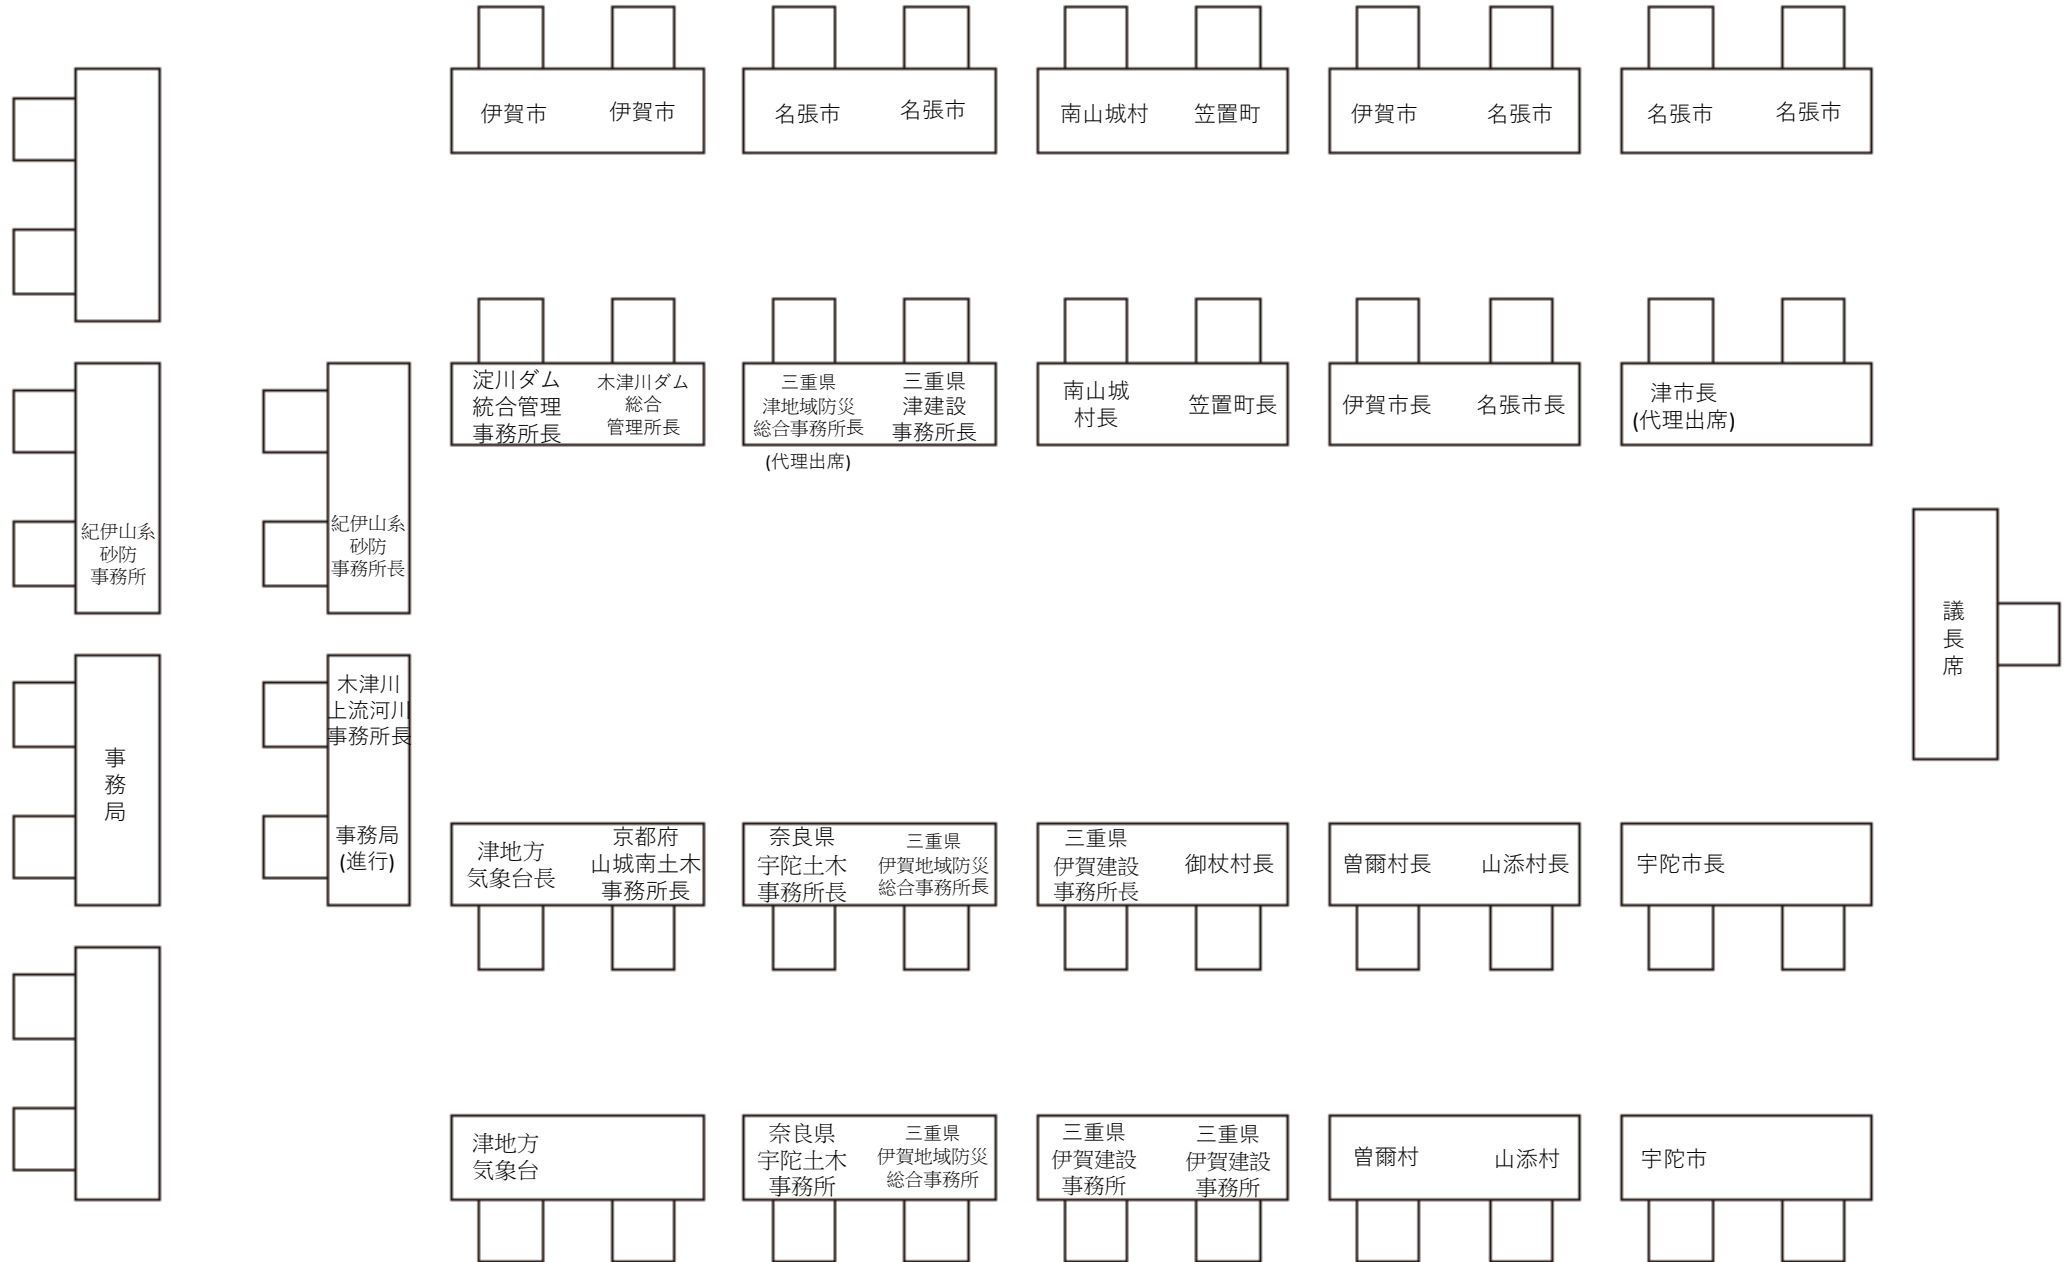 伊賀市
伊賀市
名張市
名張市
南山城村
笠置町
伊賀市
名張市
名張市
名張市
淀川ダム
統合管理
事務所長
木津川ダム
総合
管理所長
三重県
津地域防災
総合事務所長
(代理出席)
三重県
津建設
事務所長
南山城
村長
笠置町長
伊賀市長
名張市長
津市長
(代理出席)
紀伊山系
砂防
事務所
紀伊山系
砂防
事務所長
議長席
事務局
木津川
上流河川
事務所長
事務局
(進行)
津地方
気象台長
京都府
山城南土木
事務所長
奈良県
宇陀土木
事務所長
三重県
伊賀地域防災
総合事務所長
三重県
伊賀建設
事務所長
御杖村長
曽爾村長
山添村長
宇陀市長
津地方
気象台
奈良県
宇陀土木
事務所
三重県
伊賀地域防災
総合事務所
三重県
伊賀建設
事務所
三重県
伊賀建設
事務所
曽爾村
山添村
宇陀市